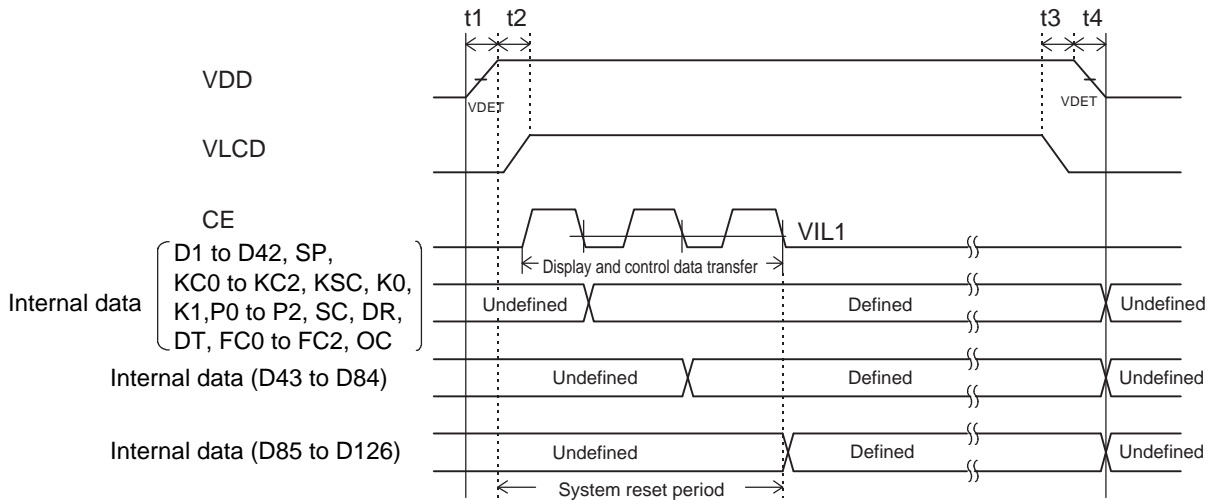 t1 t2 t3 t4
VDD
VDET VDET
VLCD
CE
VIL1
Display and control data transfer
Internal data
D1 to D42, SP,
KC0 to KC2, KSC, K0,
K1,P0 to P2, SC, DR,
DT, FC0 to FC2, OC
Undefined Defined Undefined
Internal data (D43 to D84) Undefined Defined Undefined
Internal data (D85 to D126) Undefined Defined Undefined
System reset period